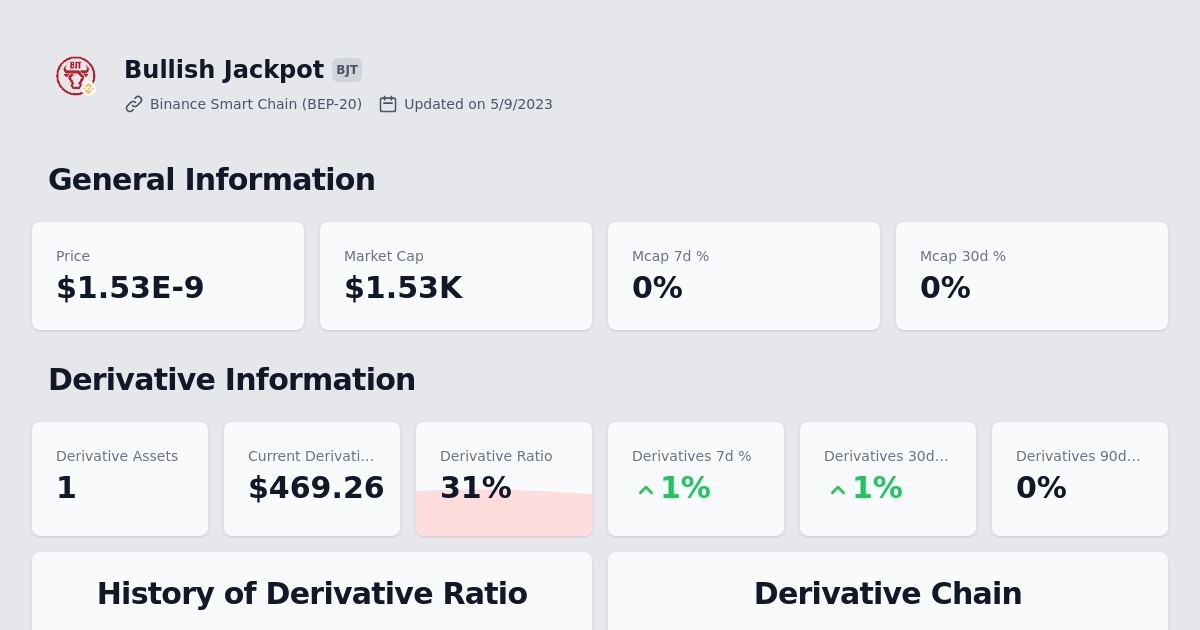 BJT
Bullish Jackpot BJT
Binance Smart Chain (BEP-20) Updated on 5/9/2023
General Information
Price
$1.53E-9
Market Cap
$1.53K
Mcap 7d %
0%
Mcap 30d %
0%
Derivative Information
Derivative Assets
1
Current Derivati...
$469.26
Derivative Ratio
31%
Derivatives 7d %
1%
Derivatives 30d...
1%
Derivatives 90d...
0%
History of Derivative Ratio
Derivative Chain